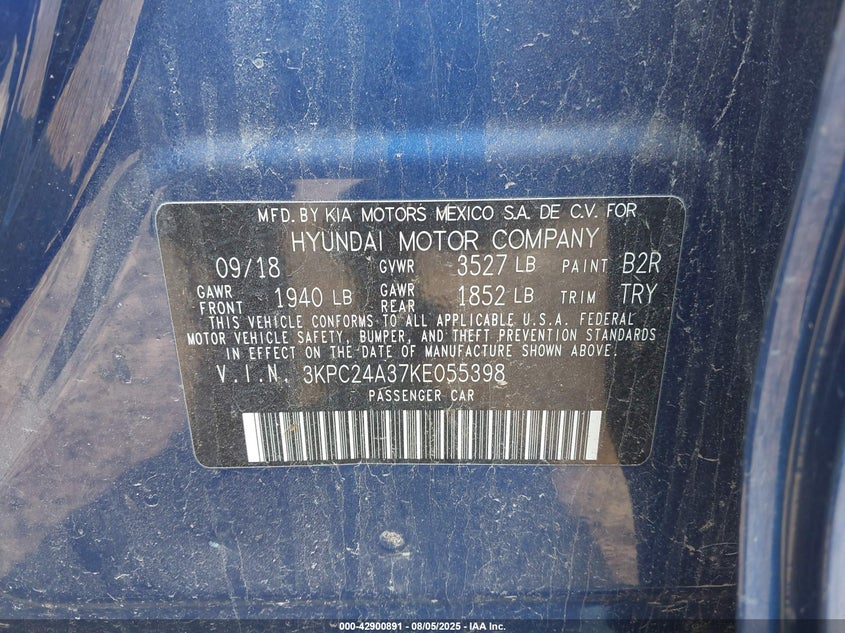 MFD. BY KIA MOTORS MEXICO S.A. DE C.V. FOR
HYUNDAI MOTOR COMPANY
09/18 GVWR 3527 LB PAINT B2R
GAWR FRONT 1940 LB GAWR REAR 1852 LB TRIM TRY
THIS VEHICLE CONFORMS TO ALL APPLICABLE U.S.A. FEDERAL
MOTOR VEHICLE SAFETY, BUMPER, AND THEFT PREVENTION STANDARDS
IN EFFECT ON THE DATE OF MANUFACTURE SHOWN ABOVE.
V.I.N. 3KPC24A37KE055398
PASSENGER CAR
000-42900891 - 08/05/2025 - IAA Inc.